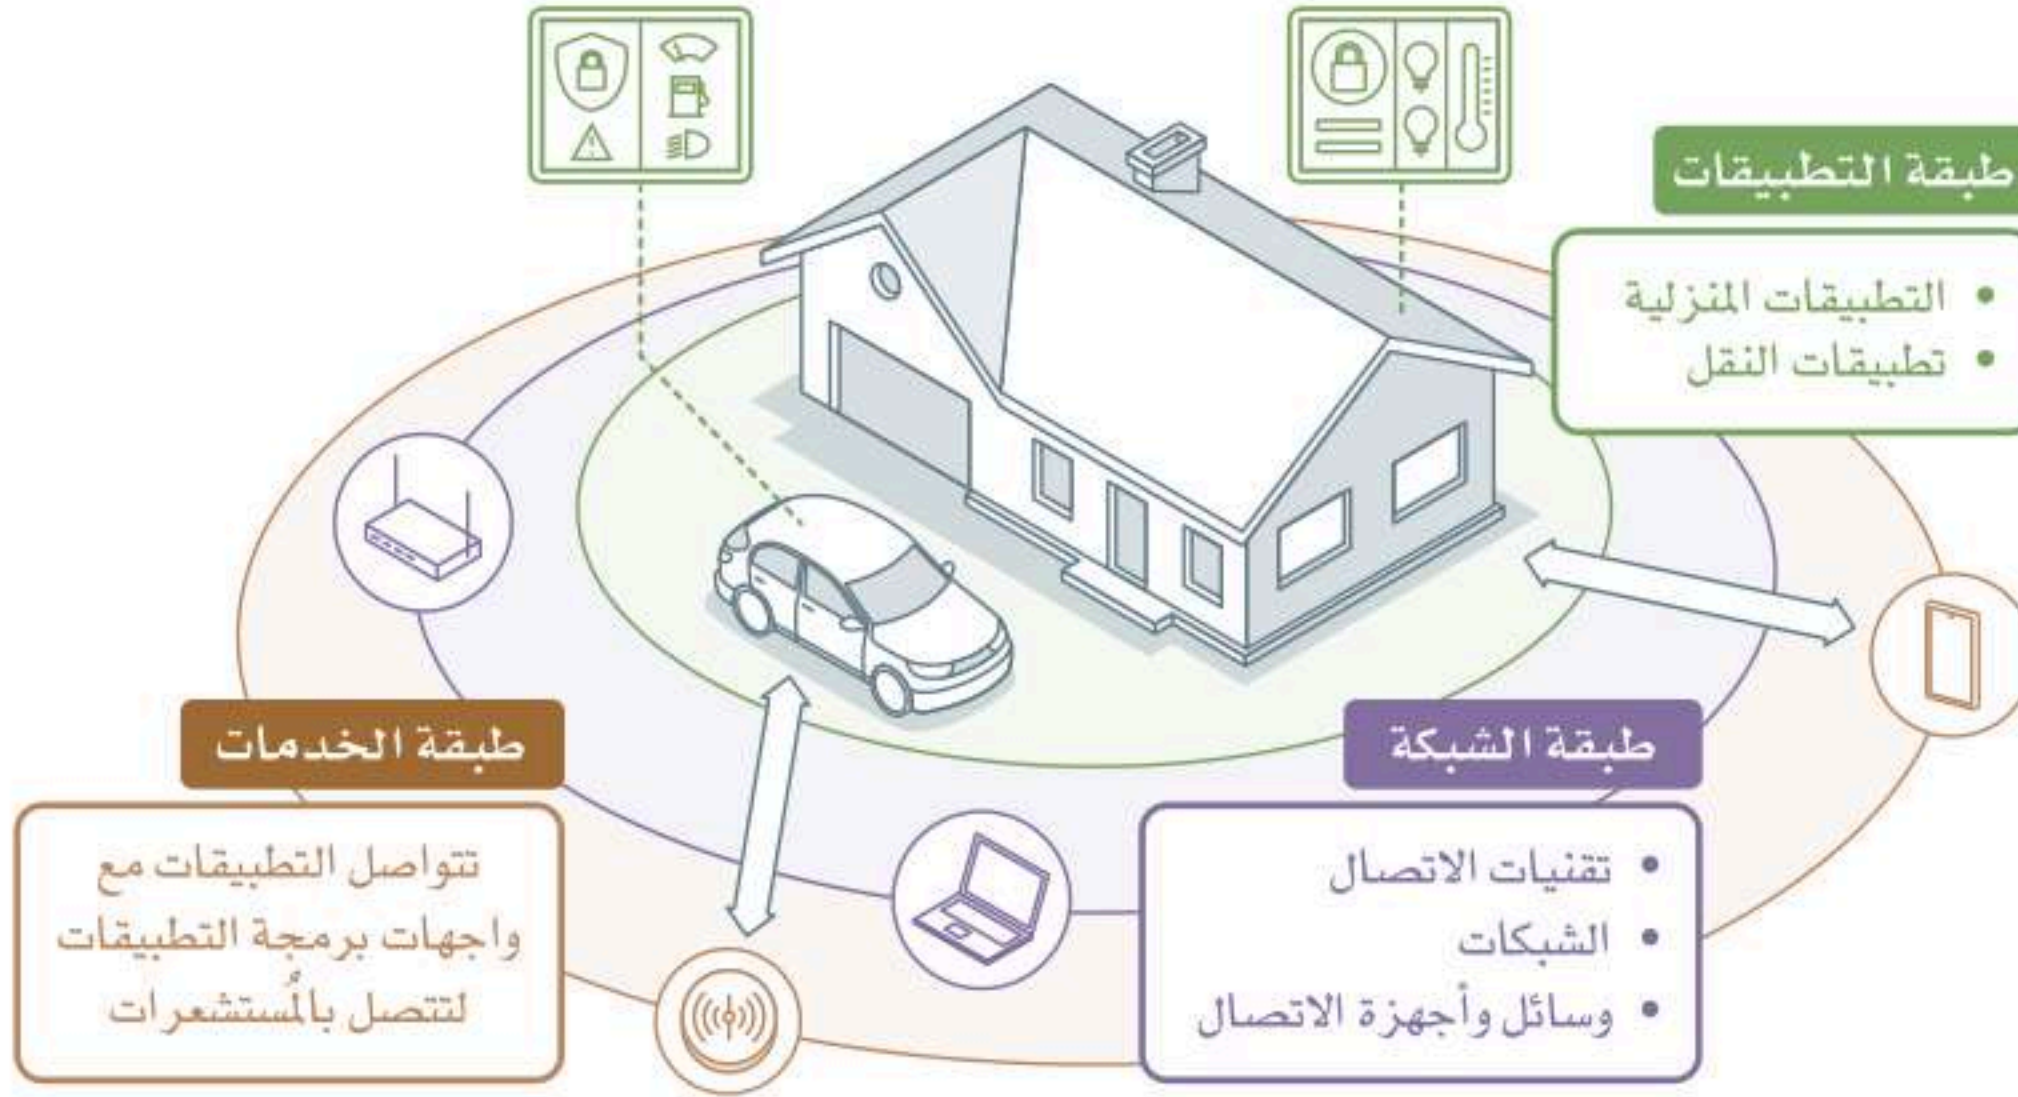 طبقة التطبيقات
• التطبيقات المنزلية
• تطبيقات النقل
طبقة الشبكة
• تقنيات الاتصال
• الشبكات
• وسائل وأجهزة الاتصال
طبقة الخدمات
تتواصل التطبيقات مع
واجهات برمجة التطبيقات
لتتصل بالمُستشعرات